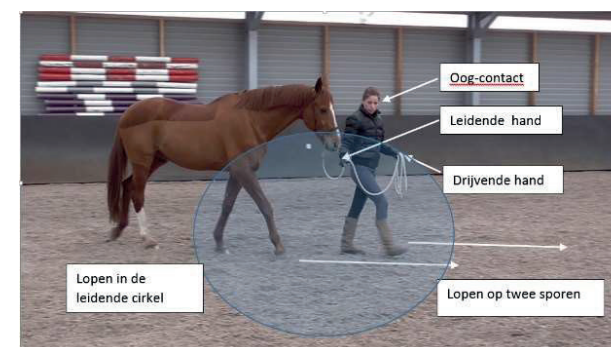 Oog-contact
Leidende hand
Drijvende hand
Lopen in de
leidende cirkel
Lopen op twee sporen